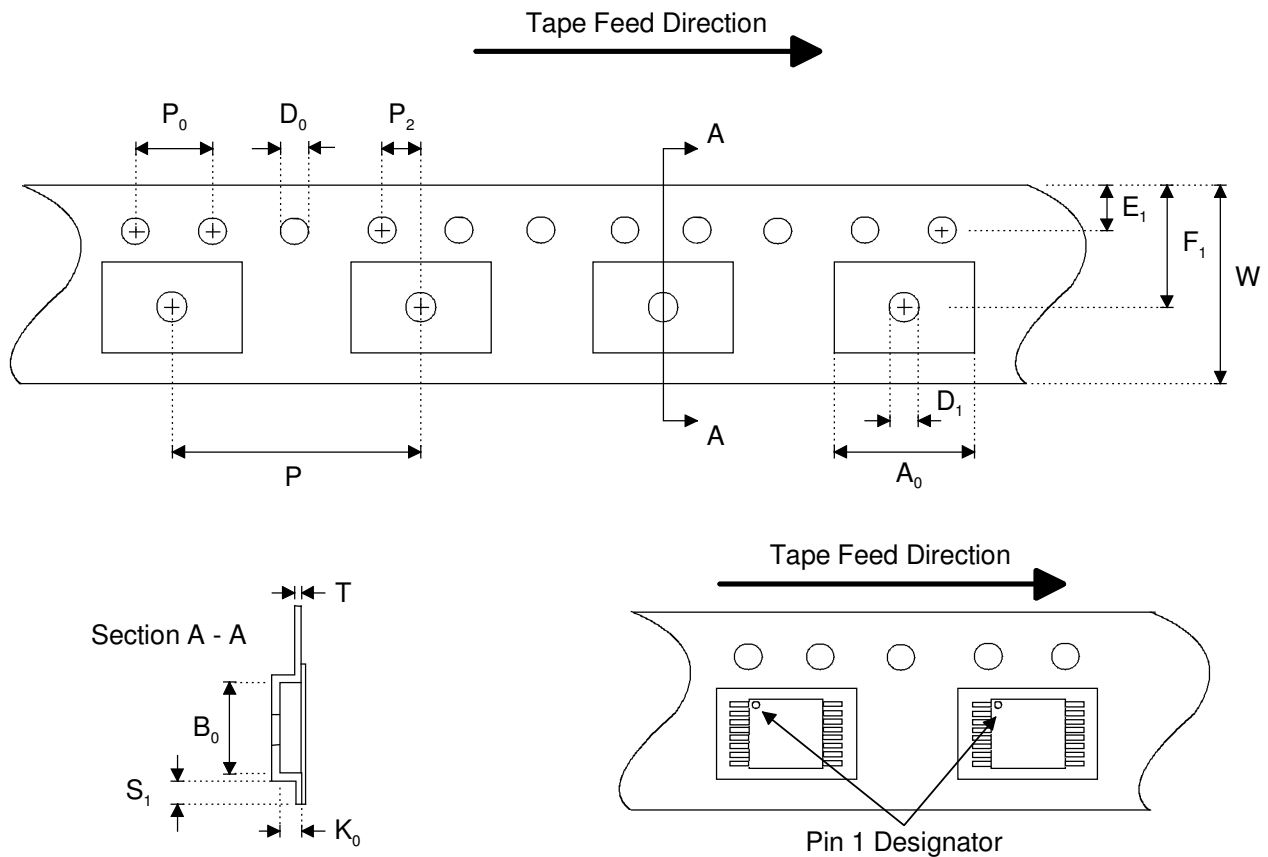 Tape Feed Direction
P0 D0 P2 A
E1
F1
W
D1
A
P A0
Tape Feed Direction
T
Section A - A
B0
S1
K0
Pin 1 Designator